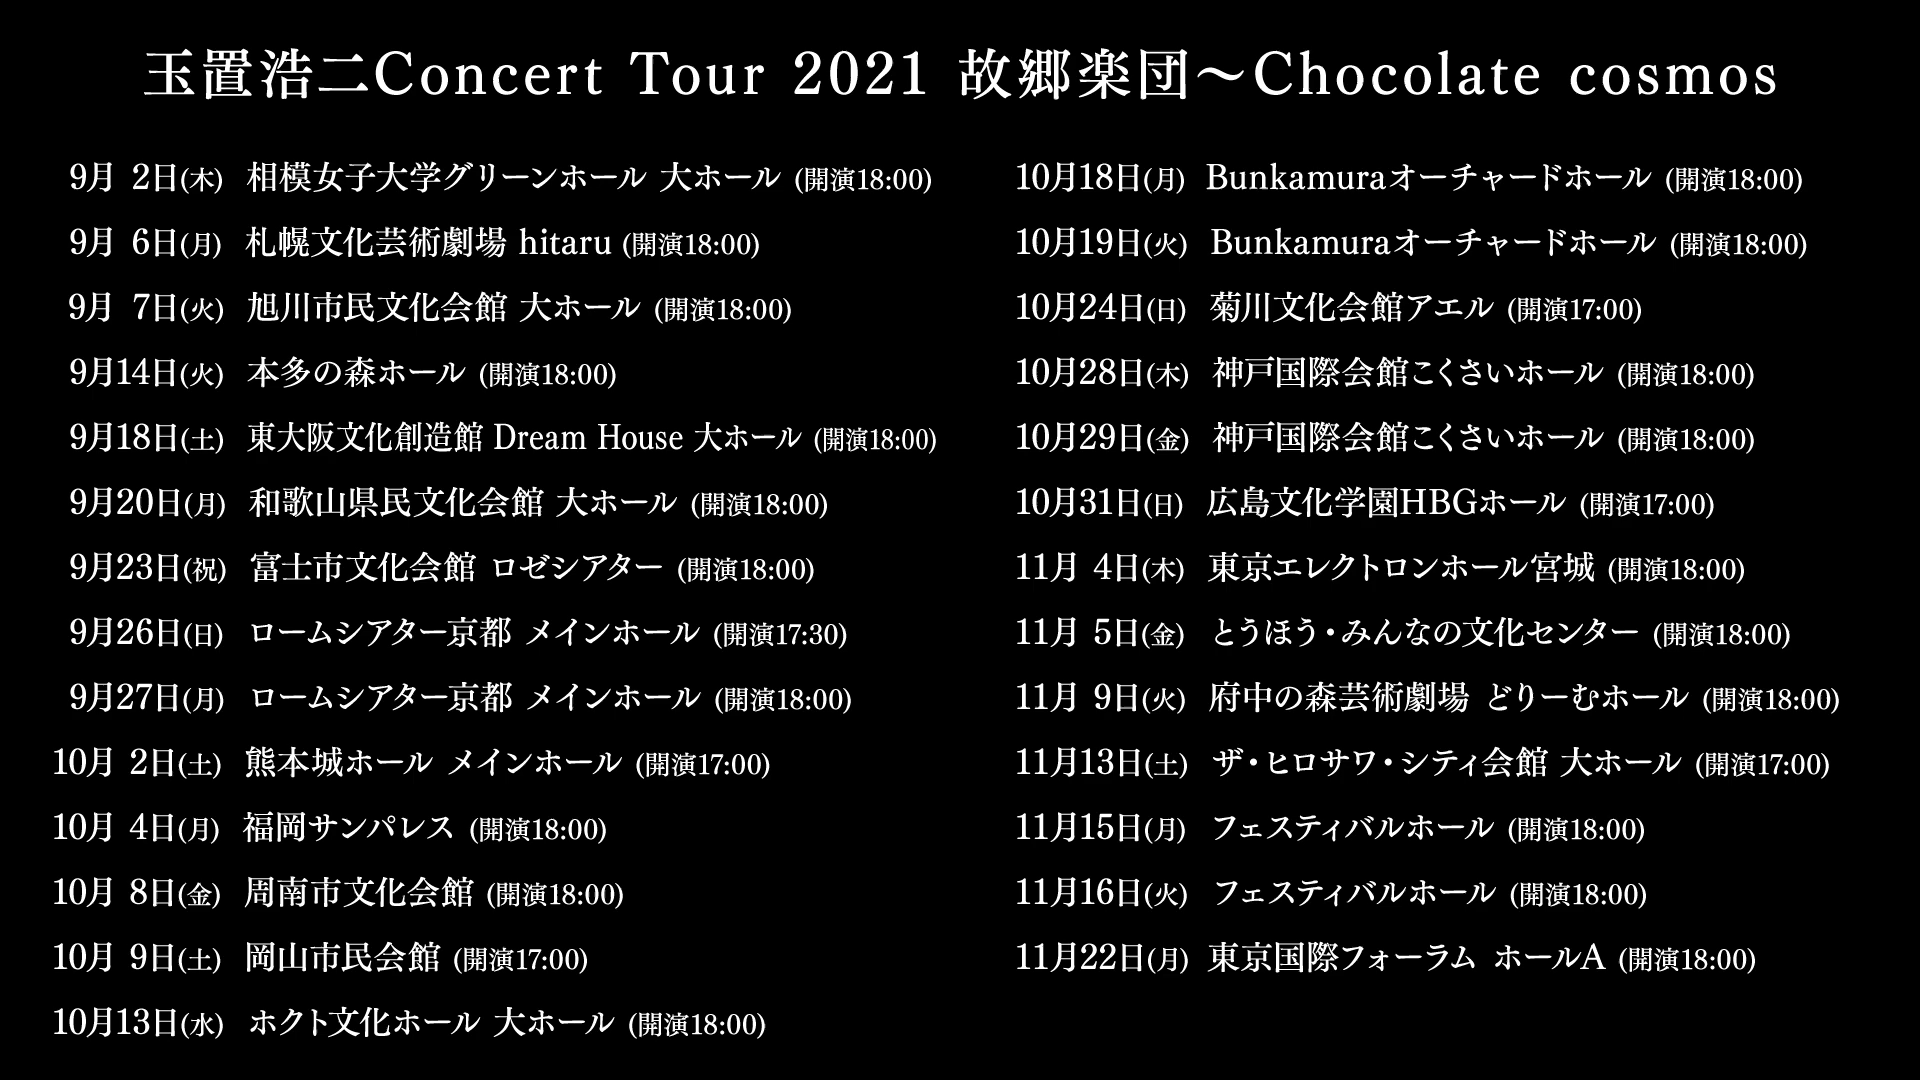 玉置浩二Concert Tour 2021 故郷楽団〜Chocolate cosmos
9月 2日(木) 相模女子大学グリーンホール 大ホール (開演18:00)
9月 6日(月) 札幌文化芸術劇場 hitaru (開演18:00)
9月 7日(火) 旭川市民文化会館 大ホール (開演18:00)
9月14日(火) 本多の森ホール (開演18:00)
9月18日(土) 東大阪文化創造館 Dream House 大ホール (開演18:00)
9月20日(月) 和歌山県民文化会館 大ホール (開演18:00)
9月23日(祝) 富士市文化会館 ロゼシアター (開演18:00)
9月26日(日) ロームシアター京都 メインホール (開演17:30)
9月27日(月) ロームシアター京都 メインホール (開演18:00)
10月 2日(土) 熊本城ホール メインホール (開演17:00)
10月 4日(月) 福岡サンパレス (開演18:00)
10月 8日(金) 周南市文化会館 (開演18:00)
10月 9日(土) 岡山市民会館 (開演17:00)
10月13日(水) ホクト文化ホール 大ホール (開演18:00)
10月18日(月) Bunkamuraオーチャードホール (開演18:00)
10月19日(火) Bunkamuraオーチャードホール (開演18:00)
10月24日(日) 菊川文化会館アエル (開演17:00)
10月28日(木) 神戸国際会館こくさいホール (開演18:00)
10月29日(金) 神戸国際会館こくさいホール (開演18:00)
10月31日(日) 広島文化学園HBGホール (開演17:00)
11月 4日(木) 東京エレクトロンホール宮城 (開演18:00)
11月 5日(金) とうほう・みんなの文化センター (開演18:00)
11月 9日(火) 府中の森芸術劇場 どりーむホール (開演18:00)
11月13日(土) ザ・ヒロサワ・シティ会館 大ホール (開演17:00)
11月15日(月) フェスティバルホール (開演18:00)
11月16日(火) フェスティバルホール (開演18:00)
11月22日(月) 東京国際フォーラム ホールA (開演18:00)